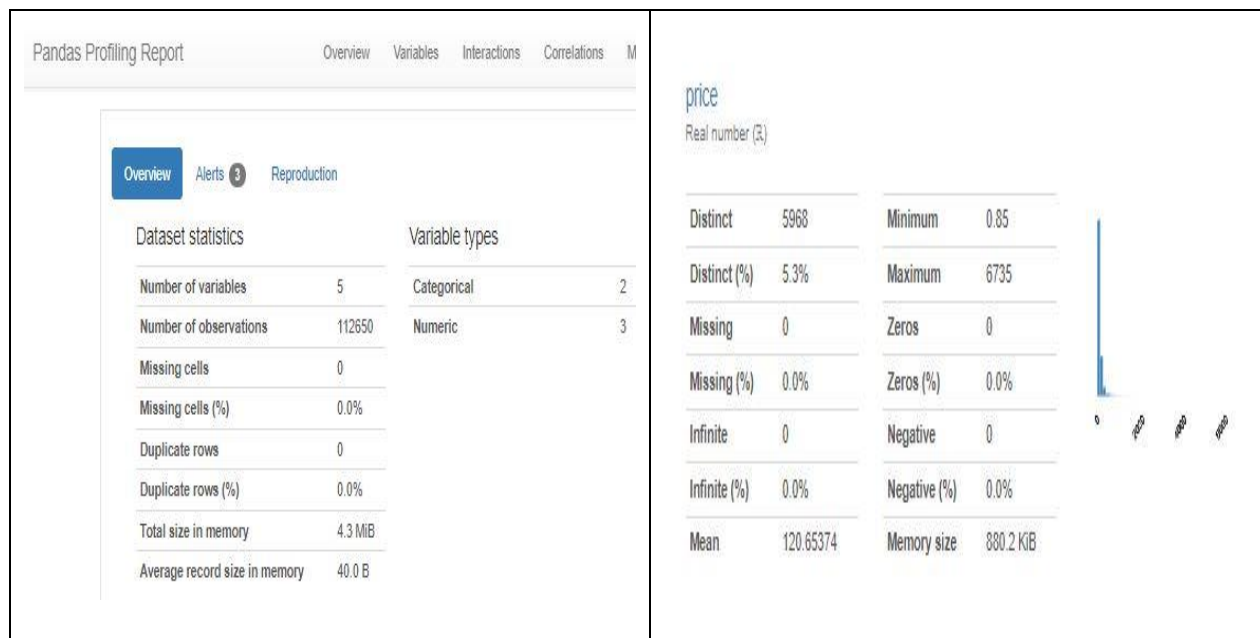 Pandas Profiling Report Overview Variables Interactions Correlations M
Overview Alerts 3 Reproduction
Dataset statistics
Number of variables 5
Number of observations 112650
Missing cells 0
Missing cells (%) 0.0%
Duplicate rows 0
Duplicate rows (%) 0.0%
Total size in memory 4.3 MiB
Average record size in memory 40.0 B
Variable types
Categorical 2
Numeric 3
price
Real number (ℝ)
Distinct 5968
Distinct (%) 5.3%
Missing 0
Missing (%) 0.0%
Infinite 0
Infinite (%) 0.0%
Mean 120.65374
Minimum 0.85
Maximum 6735
Zeros 0
Zeros (%) 0.0%
Negative 0
Negative (%) 0.0%
Memory size 880.2 KiB
0 2000 4000 6000